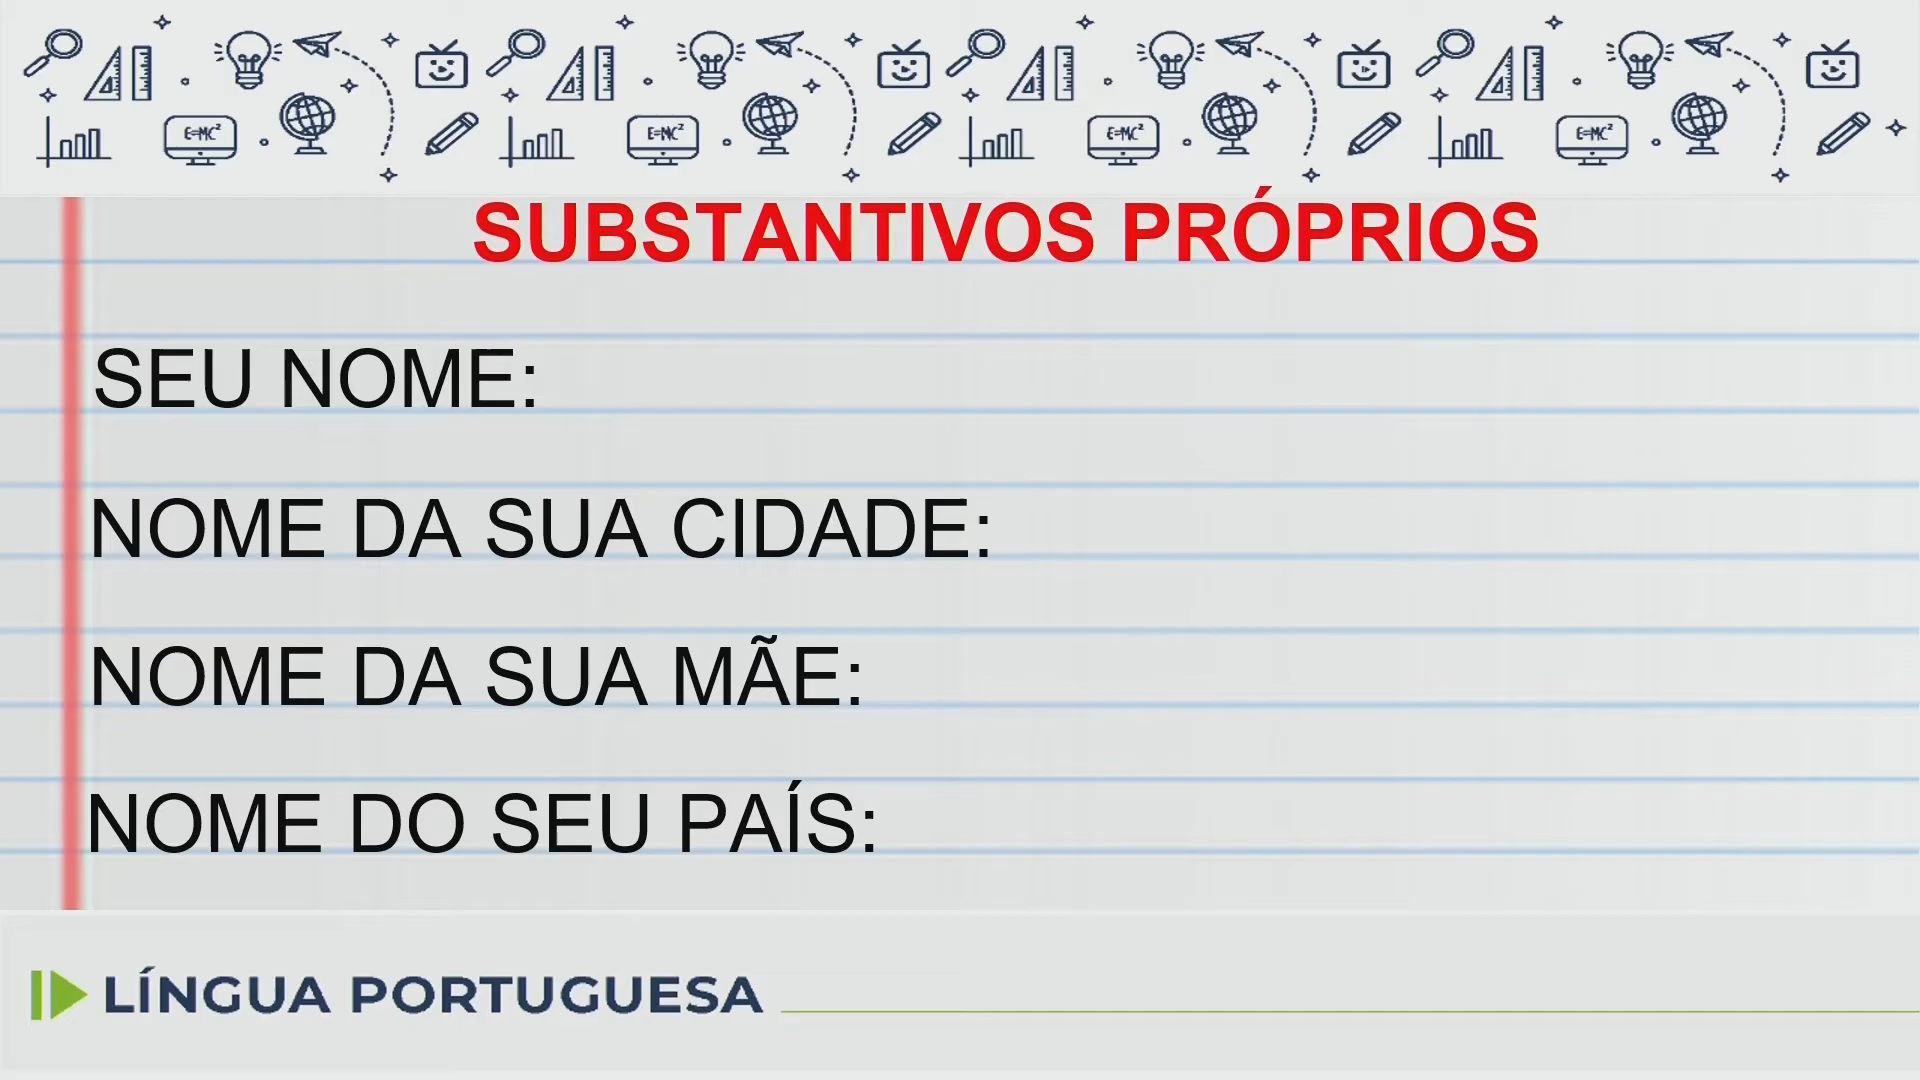 E=MC² E=MC² E=MC² E=MC²
SUBSTANTIVOS PRÓPRIOS
SEU NOME:
NOME DA SUA CIDADE:
NOME DA SUA MÃE:
NOME DO SEU PAÍS:
LÍNGUA PORTUGUESA